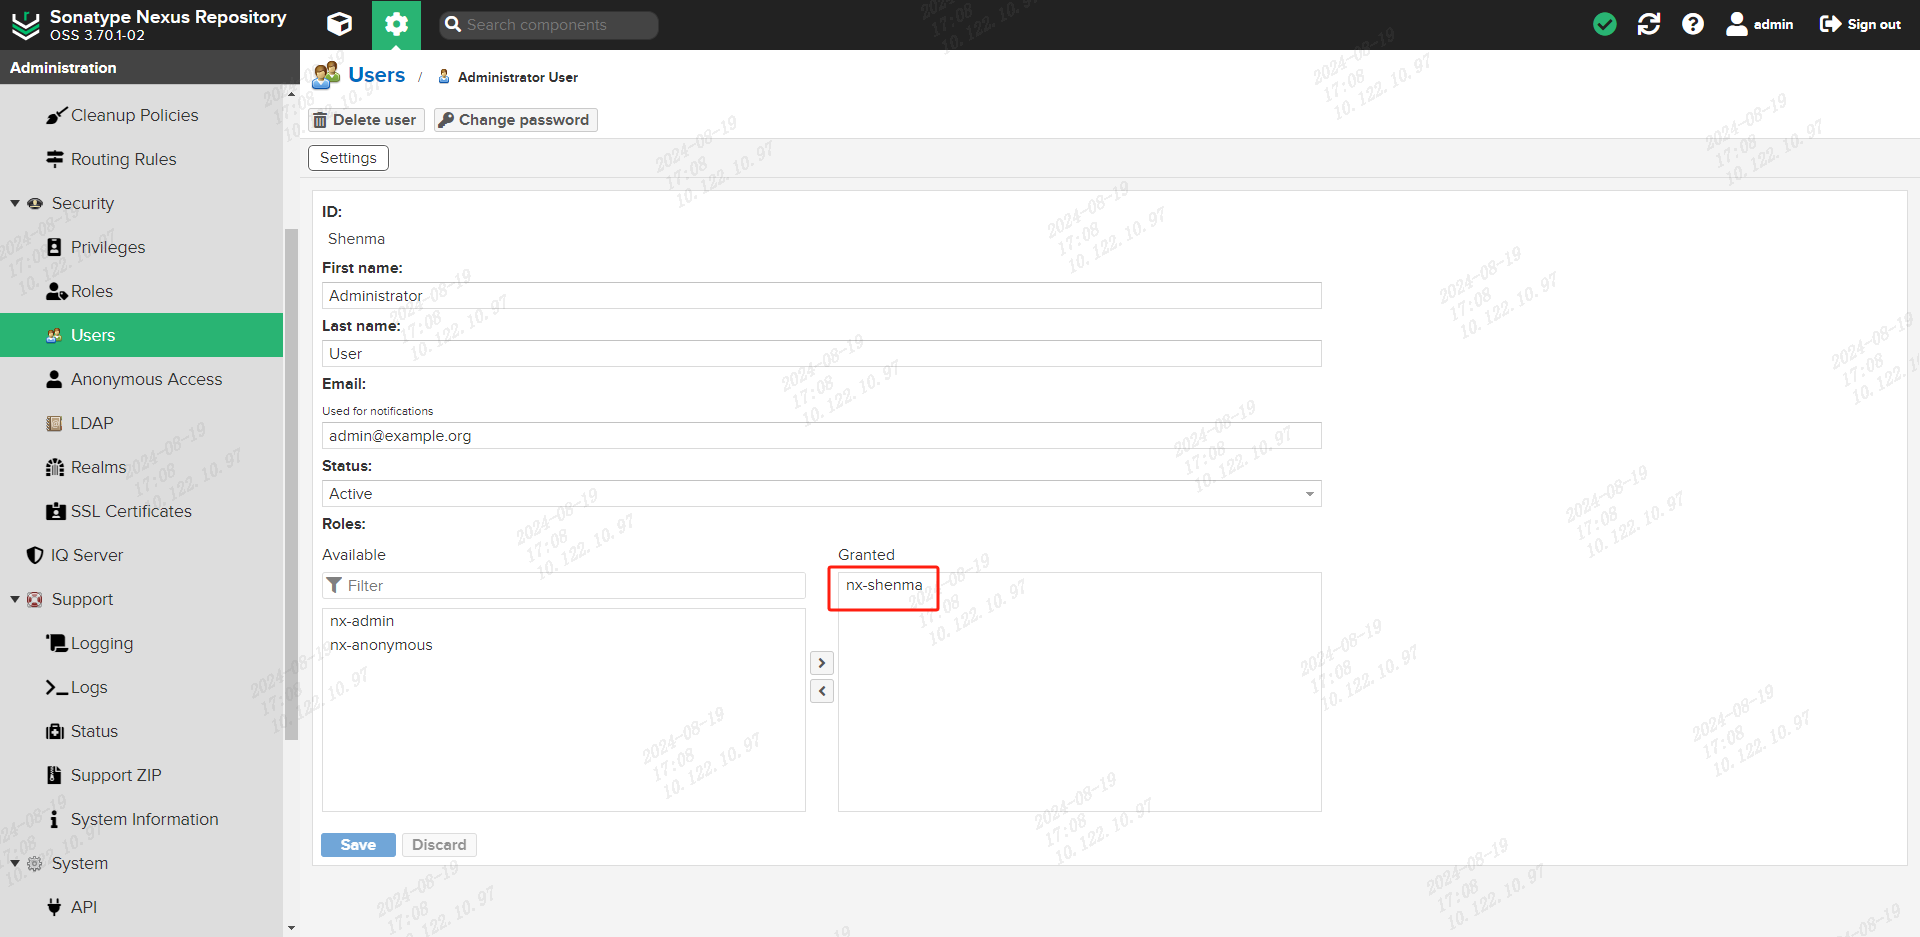 Sonatype Nexus Repository
OSS 3.70.1-02
Search components
admin
Sign out
Administration
Cleanup Policies
Routing Rules
Security
Privileges
Roles
Users
Anonymous Access
LDAP
Realms
SSL Certificates
IQ Server
Support
Logging
Logs
Status
Support ZIP
System Information
System
API
Users / Administrator User
Delete user
Change password
Settings
ID:
Shenma
First name:
Administrator
Last name:
User
Email:
Used for notifications
admin@example.org
Status:
Active
Roles:
Available
Filter
nx-admin
nx-anonymous
Granted
nx-shenma
Save
Discard
2024-08-19
17:08
10.122.10.97